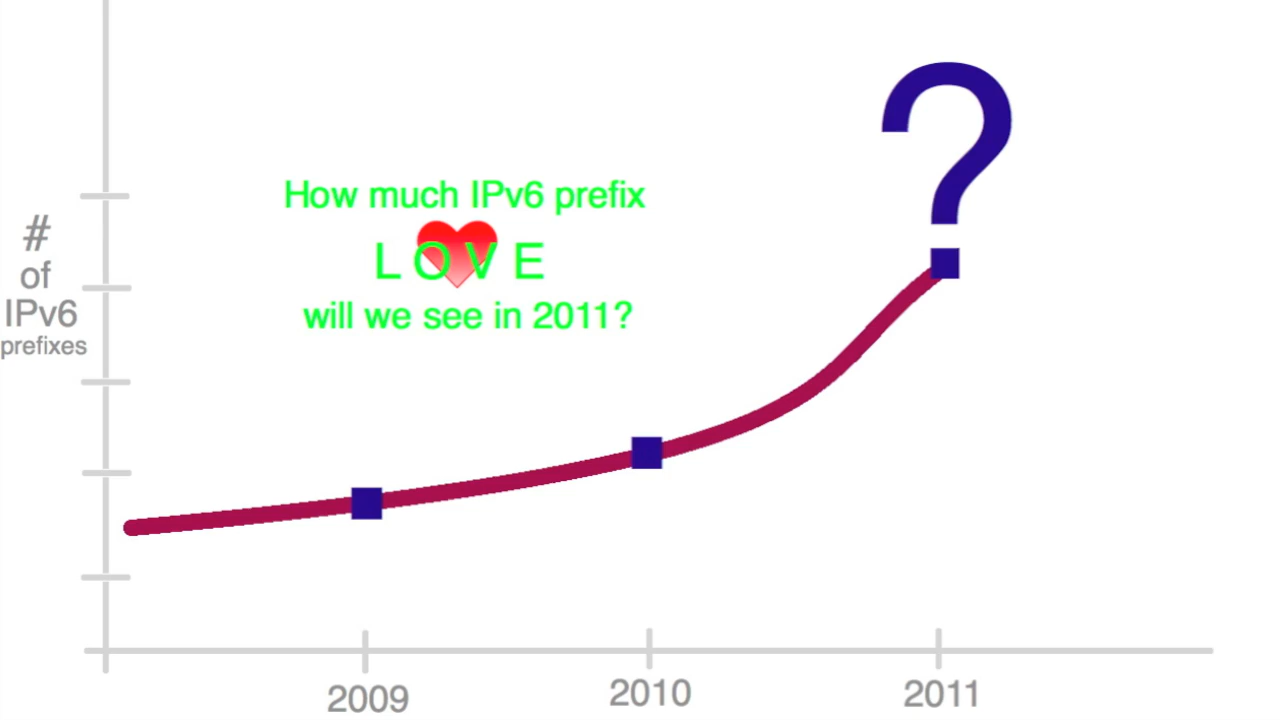 How much IPv6 prefix
LOVE
will we see in 2011?
?
#
of
IPv6
prefixes
2009
2010
2011